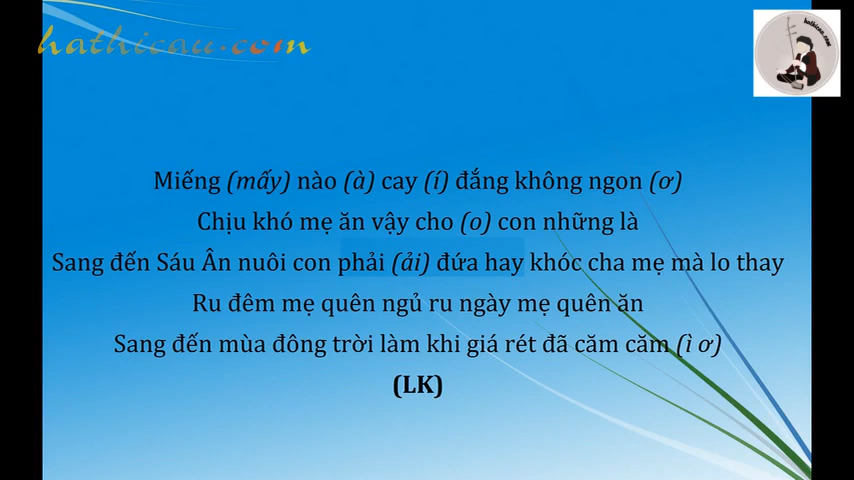 hathicau.com
hathicau.com
Miếng (mấy) nào (à) cay (í) đắng không ngon (ơ)
Chịu khó mẹ ăn vậy cho (o) con những là
Sang đến Sáu Ân nuôi con phải (ải) đứa hay khóc cha mẹ mà lo thay
Ru đêm mẹ quên ngủ ru ngày mẹ quên ăn
Sang đến mùa đông trời làm khi giá rét đã căm căm (ì ơ)
(LK)